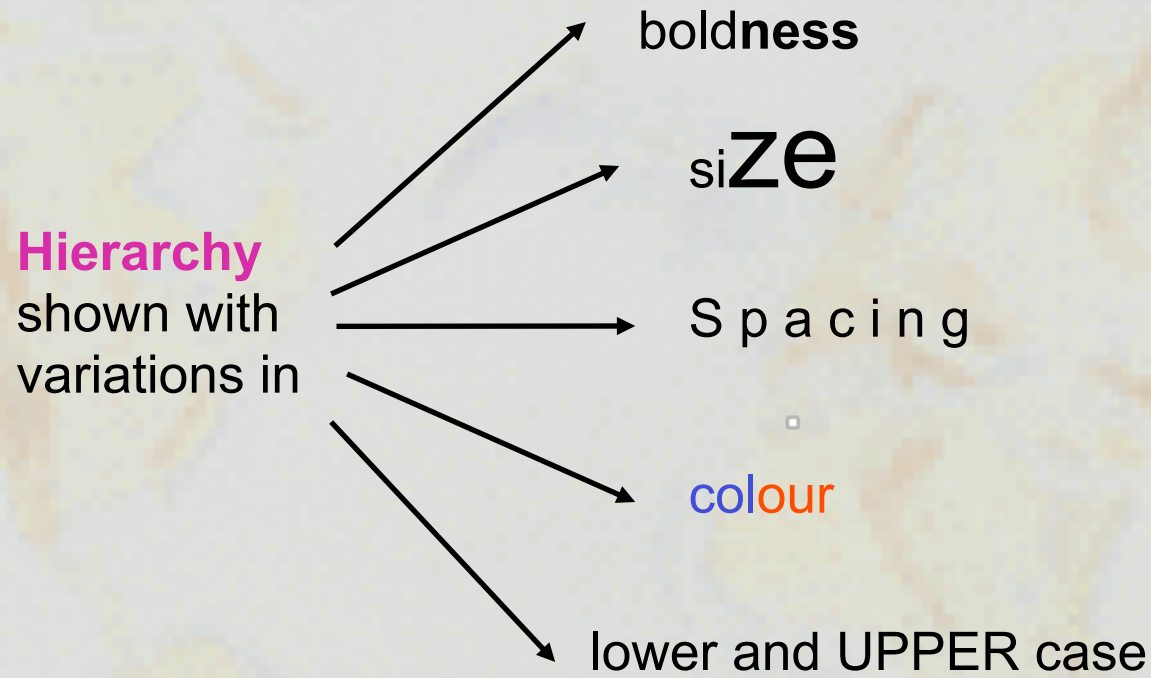 boldness
size
Hierarchy
shown with
variations in
S p a c i n g
colour
lower and UPPER case